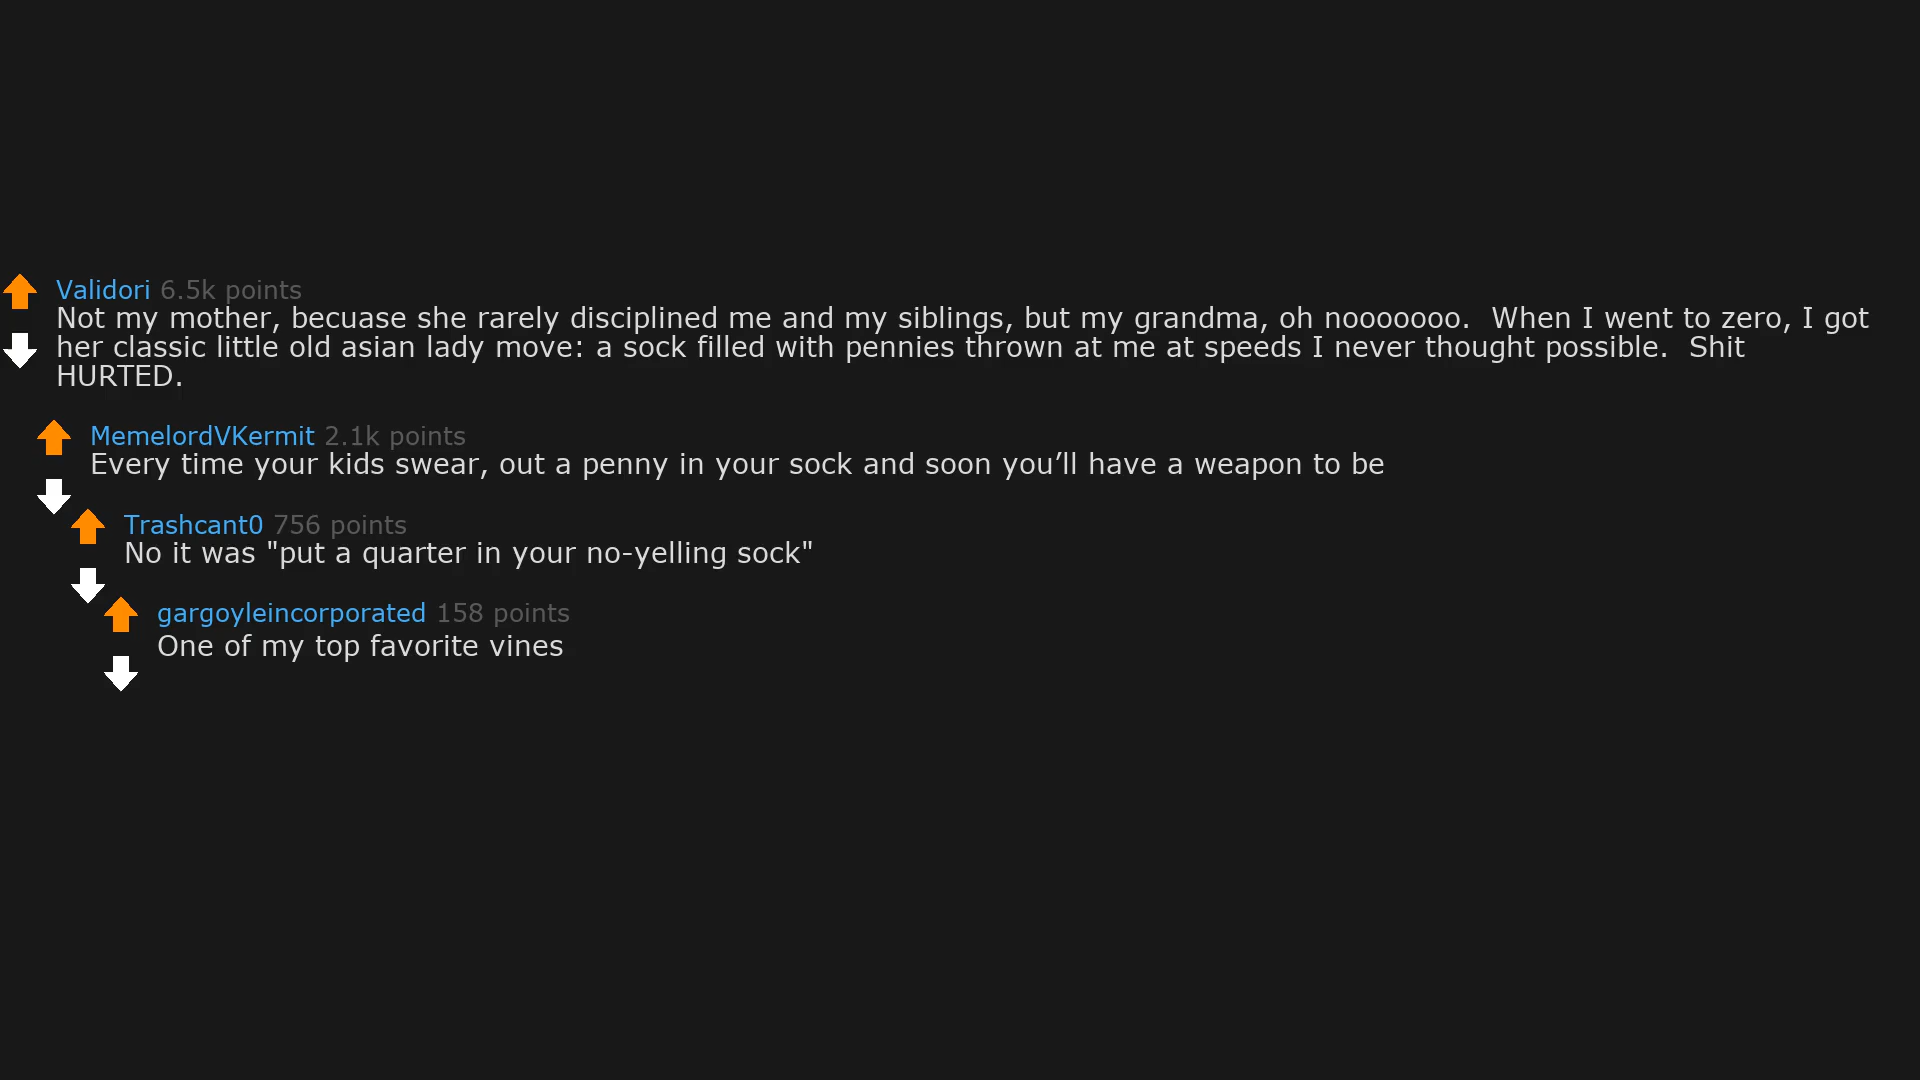 Validori 6.5k points
Not my mother, becuase she rarely disciplined me and my siblings, but my grandma, oh nooooooo.  When I went to zero, I got
her classic little old asian lady move: a sock filled with pennies thrown at me at speeds I never thought possible.  Shit
HURTED.
MemelordVKermit 2.1k points
Every time your kids swear, out a penny in your sock and soon you’ll have a weapon to be
Trashcant0 756 points
No it was "put a quarter in your no-yelling sock"
gargoyleincorporated 158 points
One of my top favorite vines